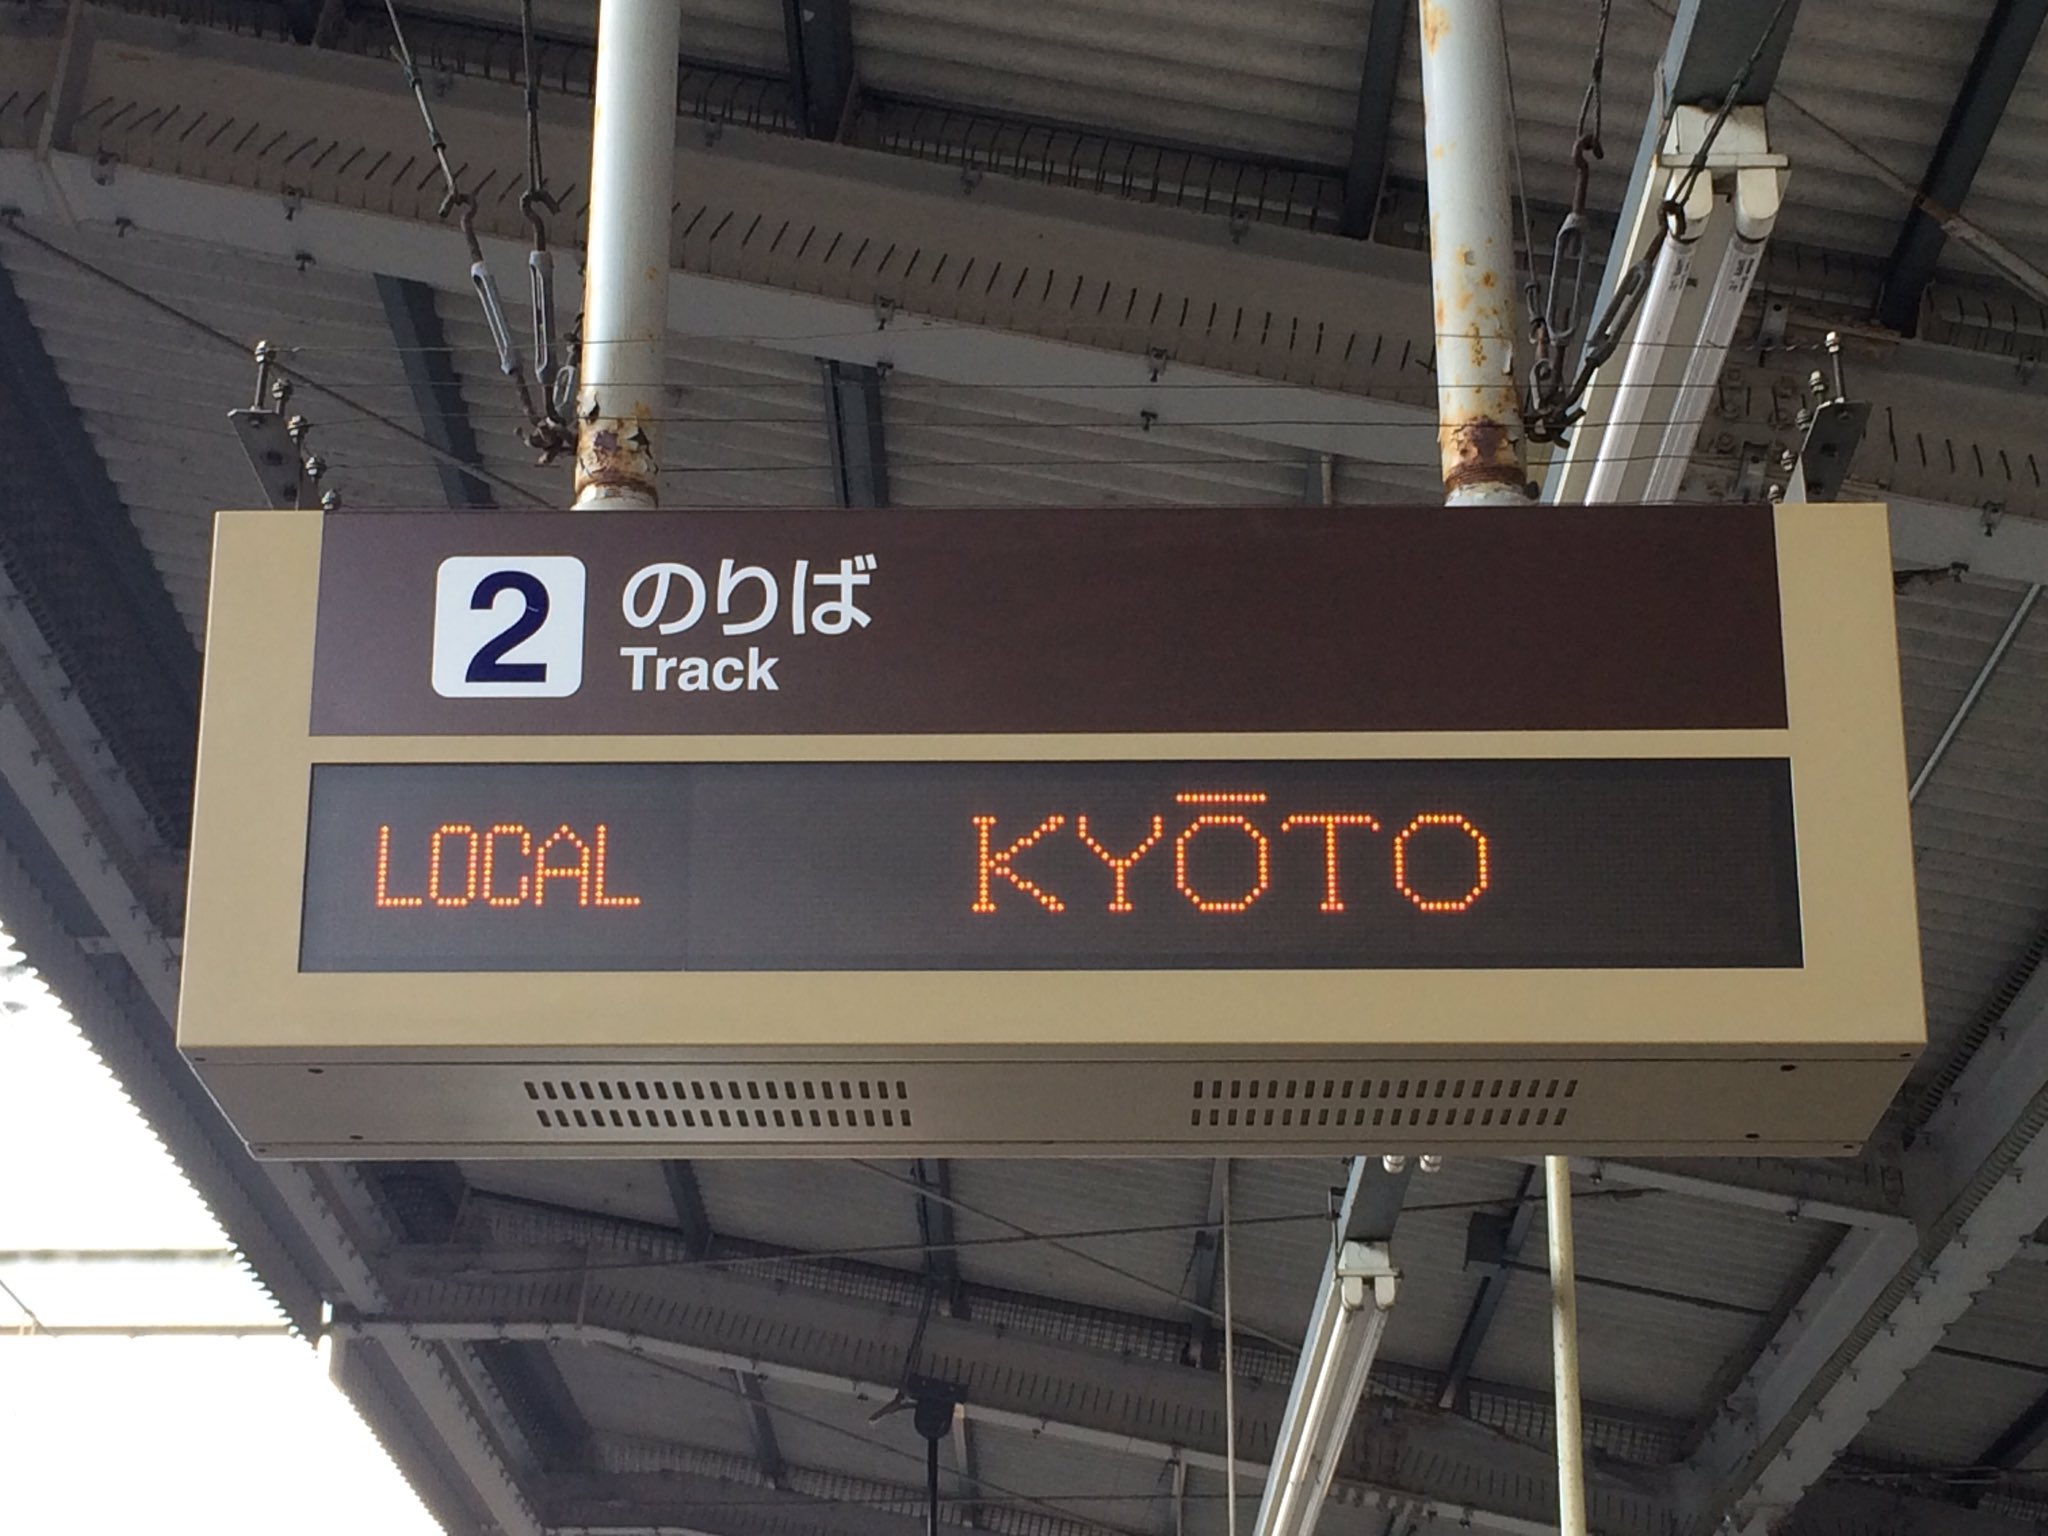 2 のりば
Track
LOCAL KYŌTO